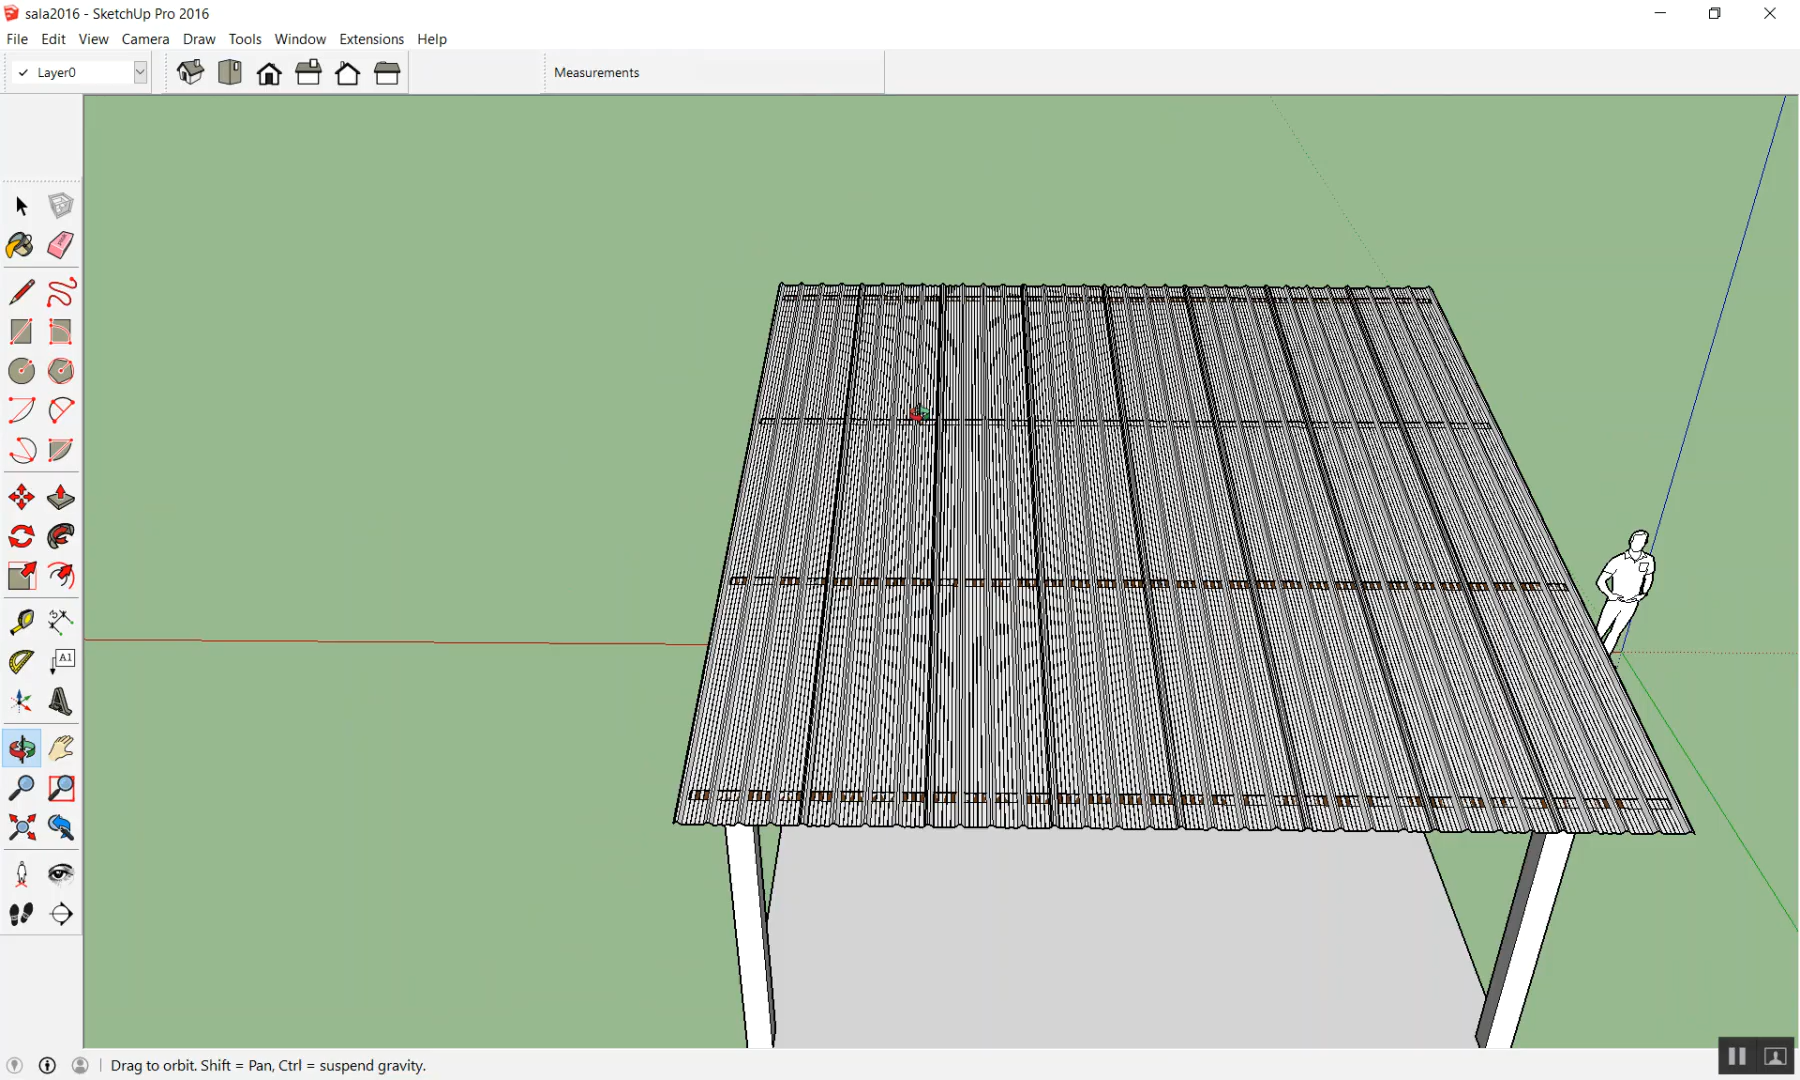 sala2016 - SketchUp Pro 2016
File Edit View Camera Draw Tools Window Extensions Help
Layer0
Measurements
A1
Drag to orbit. Shift = Pan, Ctrl = suspend gravity.